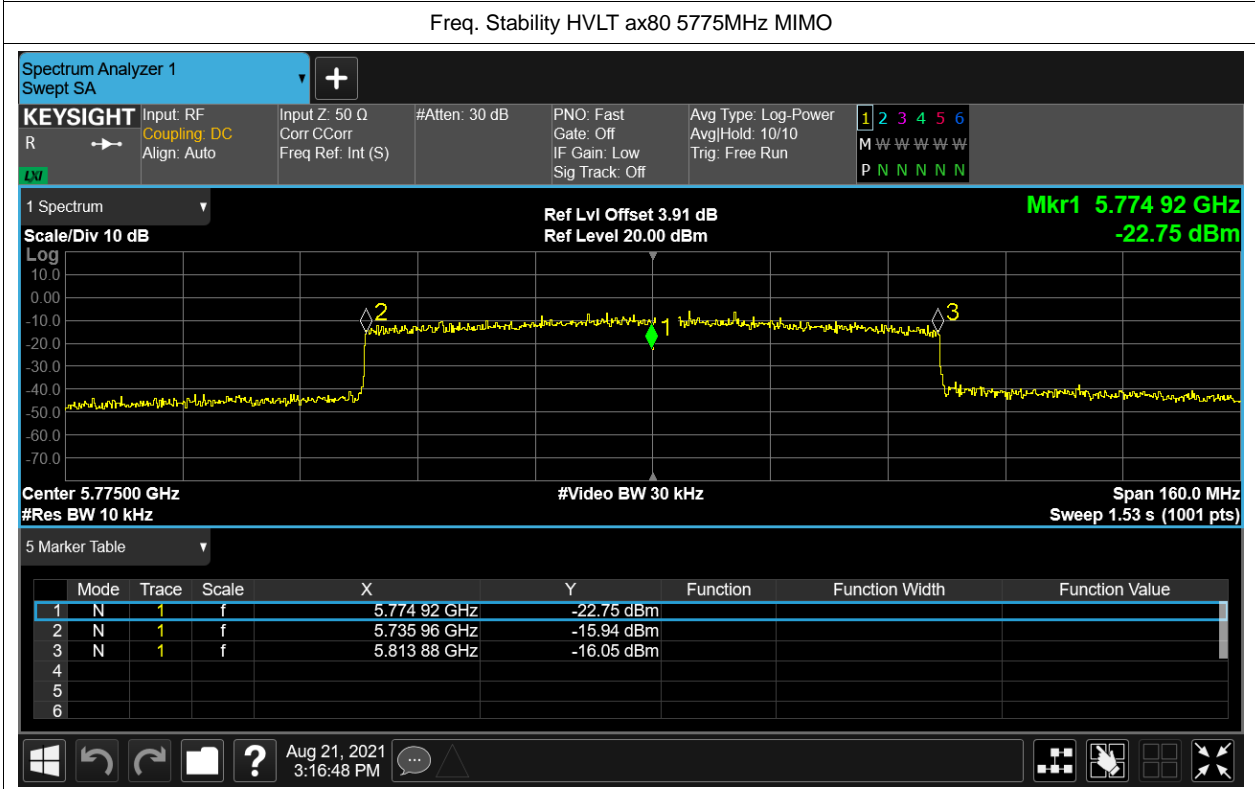 Freq. Stability HVLT ax80 5775MHz MIMO
Spectrum Analyzer 1
Swept SA
+
KEYSIGHT Input: RF Input Z: 50 Ω #Atten: 30 dB PNO: Fast Avg Type: Log-Power 1 2 3 4 5 6
R Coupling: DC Corr CCorr Gate: Off Avg|Hold: 10/10 M W W W W W
Align: Auto Freq Ref: Int (S) IF Gain: Low Trig: Free Run
LXI Sig Track: Off P N N N N N
1 Spectrum Ref Lvl Offset 3.91 dB Mkr1 5.774 92 GHz
Scale/Div 10 dB Ref Level 20.00 dBm -22.75 dBm
Log
10.0
0.00
2 3
-10.0
1
-20.0
-30.0
-40.0
-50.0
-60.0
-70.0
Center 5.77500 GHz #Video BW 30 kHz Span 160.0 MHz
#Res BW 10 kHz Sweep 1.53 s (1001 pts)
5 Marker Table
Mode Trace Scale X Y Function Function Width Function Value
1 N 1 f 5.774 92 GHz -22.75 dBm
2 N 1 f 5.735 96 GHz -15.94 dBm
3 N 1 f 5.813 88 GHz -16.05 dBm
4
5
6
? Aug 21, 2021
3:16:48 PM